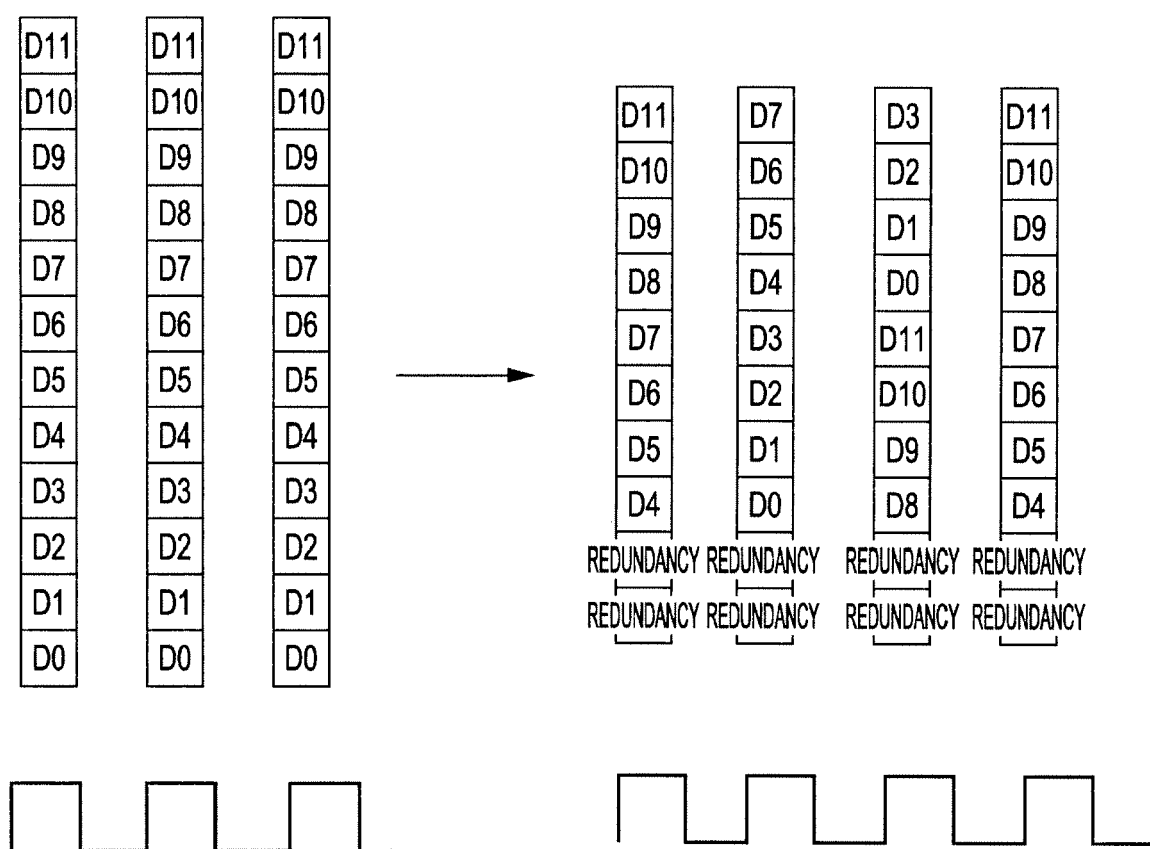 D11 D11 D11
D10 D10 D10
D9 D9 D9
D8 D8 D8
D7 D7 D7
D6 D6 D6
D5 D5 D5
D4 D4 D4
D3 D3 D3
D2 D2 D2
D1 D1 D1
D0 D0 D0
D11 D7 D3 D11
D10 D6 D2 D10
D9 D5 D1 D9
D8 D4 D0 D8
D7 D3 D11 D7
D6 D2 D10 D6
D5 D1 D9 D5
D4 D0 D8 D4
REDUNDANCY REDUNDANCY REDUNDANCY REDUNDANCY
REDUNDANCY REDUNDANCY REDUNDANCY REDUNDANCY